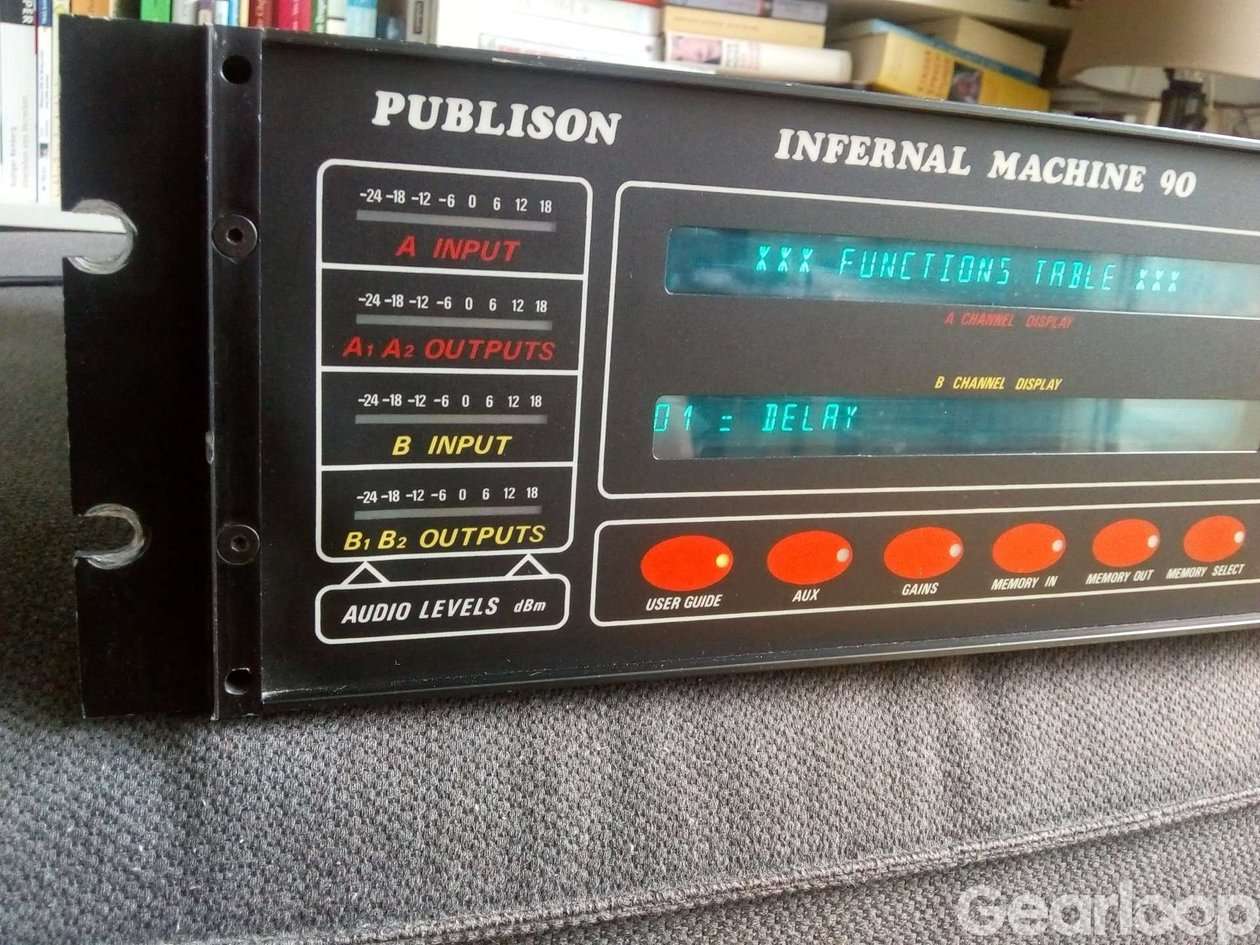 PUBLISON
INFERNAL MACHINE 90
-24 -18 -12 -6 0 6 12 18
A INPUT
-24 -18 -12 -6 0 6 12 18
A1 A2 OUTPUTS
-24 -18 -12 -6 0 6 12 18
B INPUT
-24 -18 -12 -6 0 6 12 18
B1 B2 OUTPUTS
AUDIO LEVELS dBm
*** FUNCTIONS TABLE ***
A CHANNEL DISPLAY
B CHANNEL DISPLAY
01 = DELAY
USER GUIDE
AUX
GAINS
MEMORY IN
MEMORY OUT
MEMORY SELECT
Gearloop